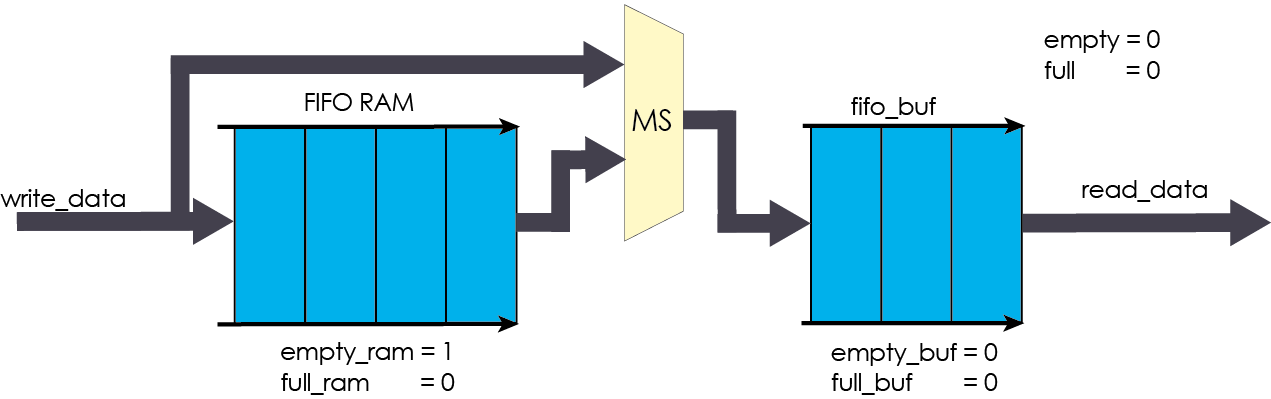 empty = 0
full = 0
FIFO RAM
fifo_buf
MS
write_data
read_data
empty_ram = 1
full_ram = 0
empty_buf = 0
full_buf = 0